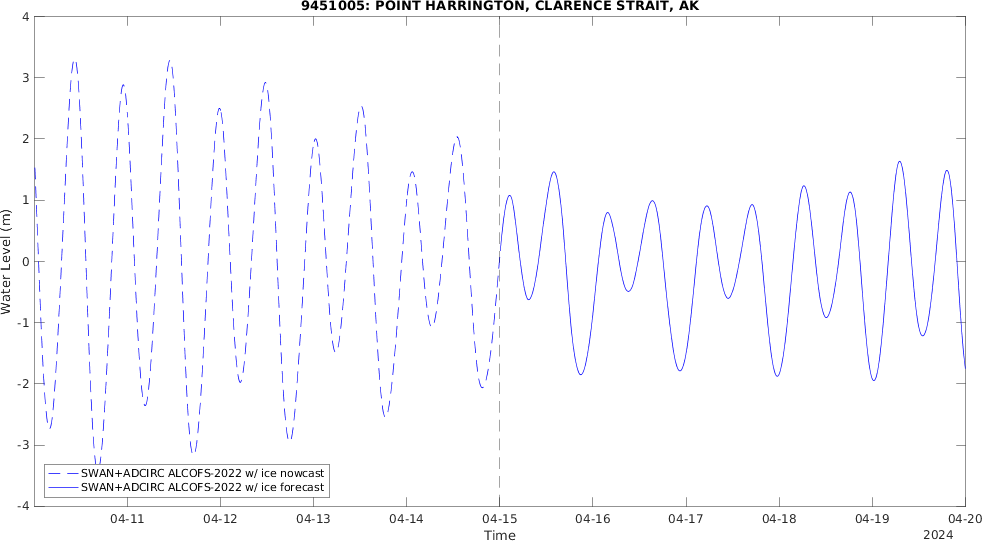 9451005: POINT HARRINGTON, CLARENCE STRAIT, AK
Water Level (m)
4
3
2
1
0
-1
-2
-3
-4
SWAN+ADCIRC ALCOFS-2022 w/ ice nowcast
SWAN+ADCIRC ALCOFS-2022 w/ ice forecast
04-11 04-12 04-13 04-14 04-15 04-16 04-17 04-18 04-19 04-20
Time
2024